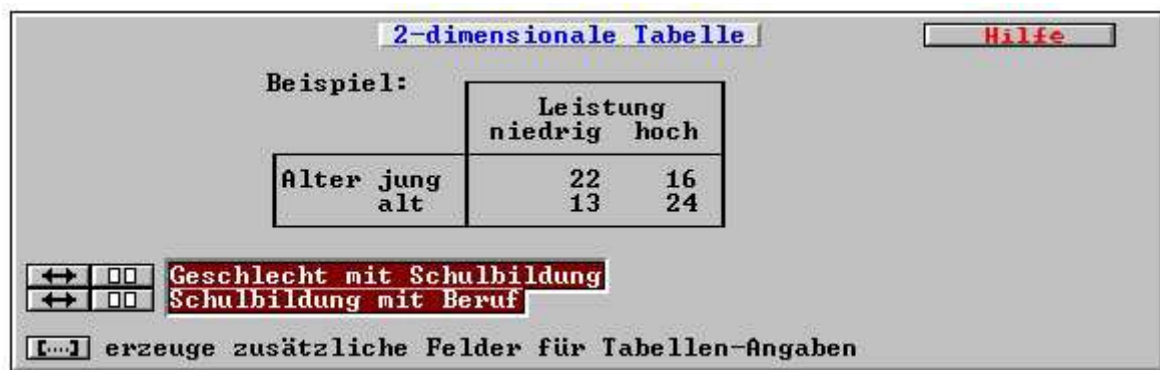 2-dimensionale Tabelle Hilfe
Beispiel:
Leistung
niedrig hoch
Alter jung 22 16
alt 13 24
Geschlecht mit Schulbildung
Schulbildung mit Beruf
[....] erzeuge zusätzliche Felder für Tabellen-Angaben